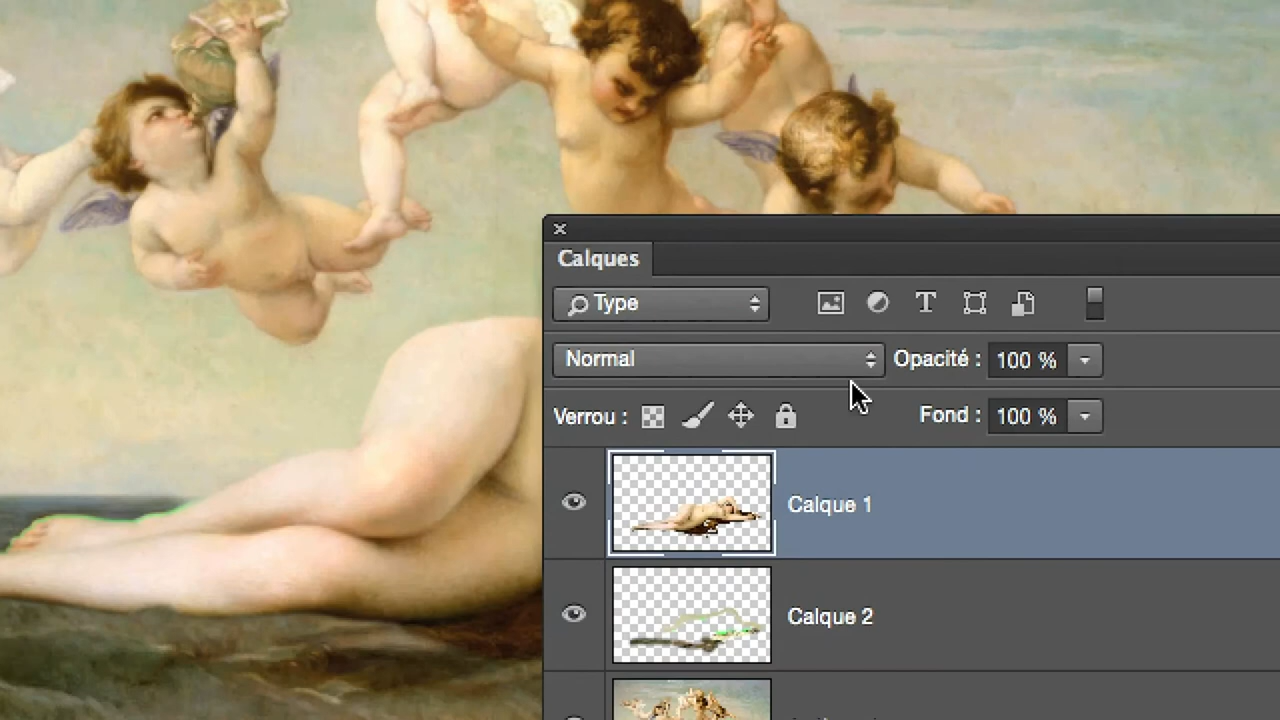 Calques
Type
Normal
Opacité : 100 %
Verrou :
Fond : 100 %
Calque 1
Calque 2